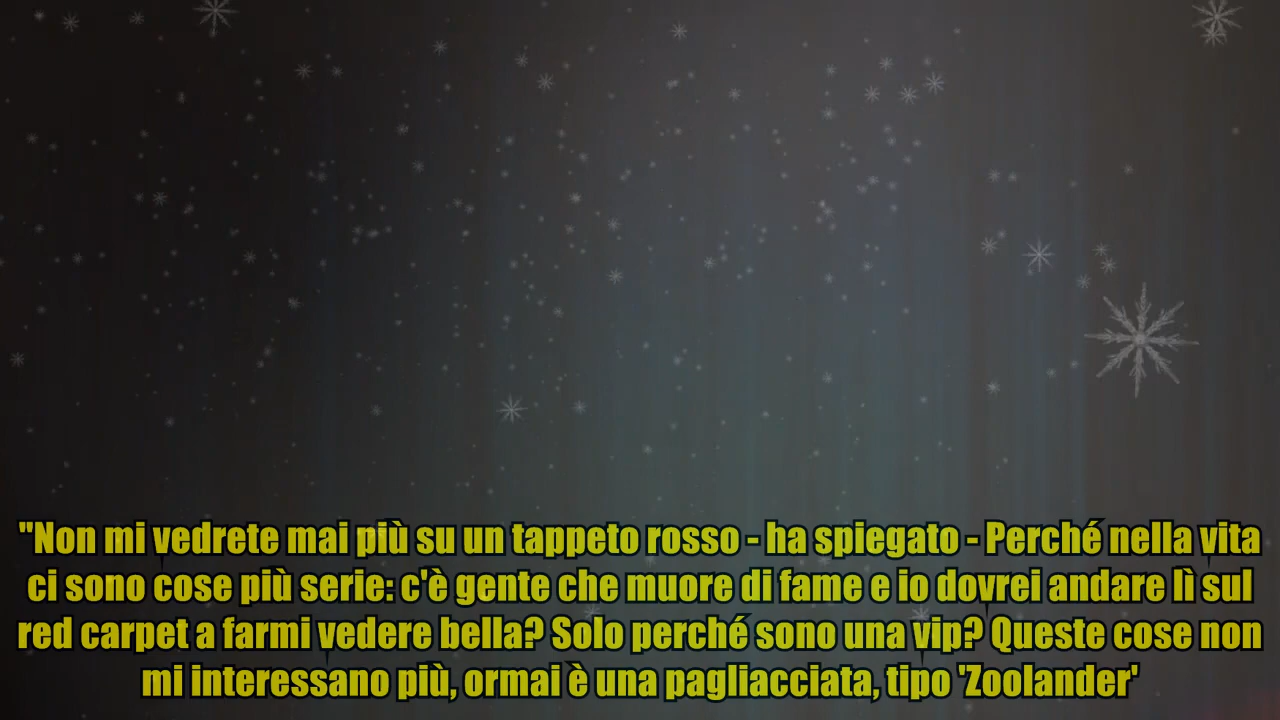 "Non mi vedrete mai più su un tappeto rosso - ha spiegato - Perché nella vita
ci sono cose più serie: c'è gente che muore di fame e io dovrei andare lì sul
red carpet a farmi vedere bella? Solo perché sono una vip? Queste cose non
mi interessano più, ormai è una pagliacciata, tipo 'Zoolander'